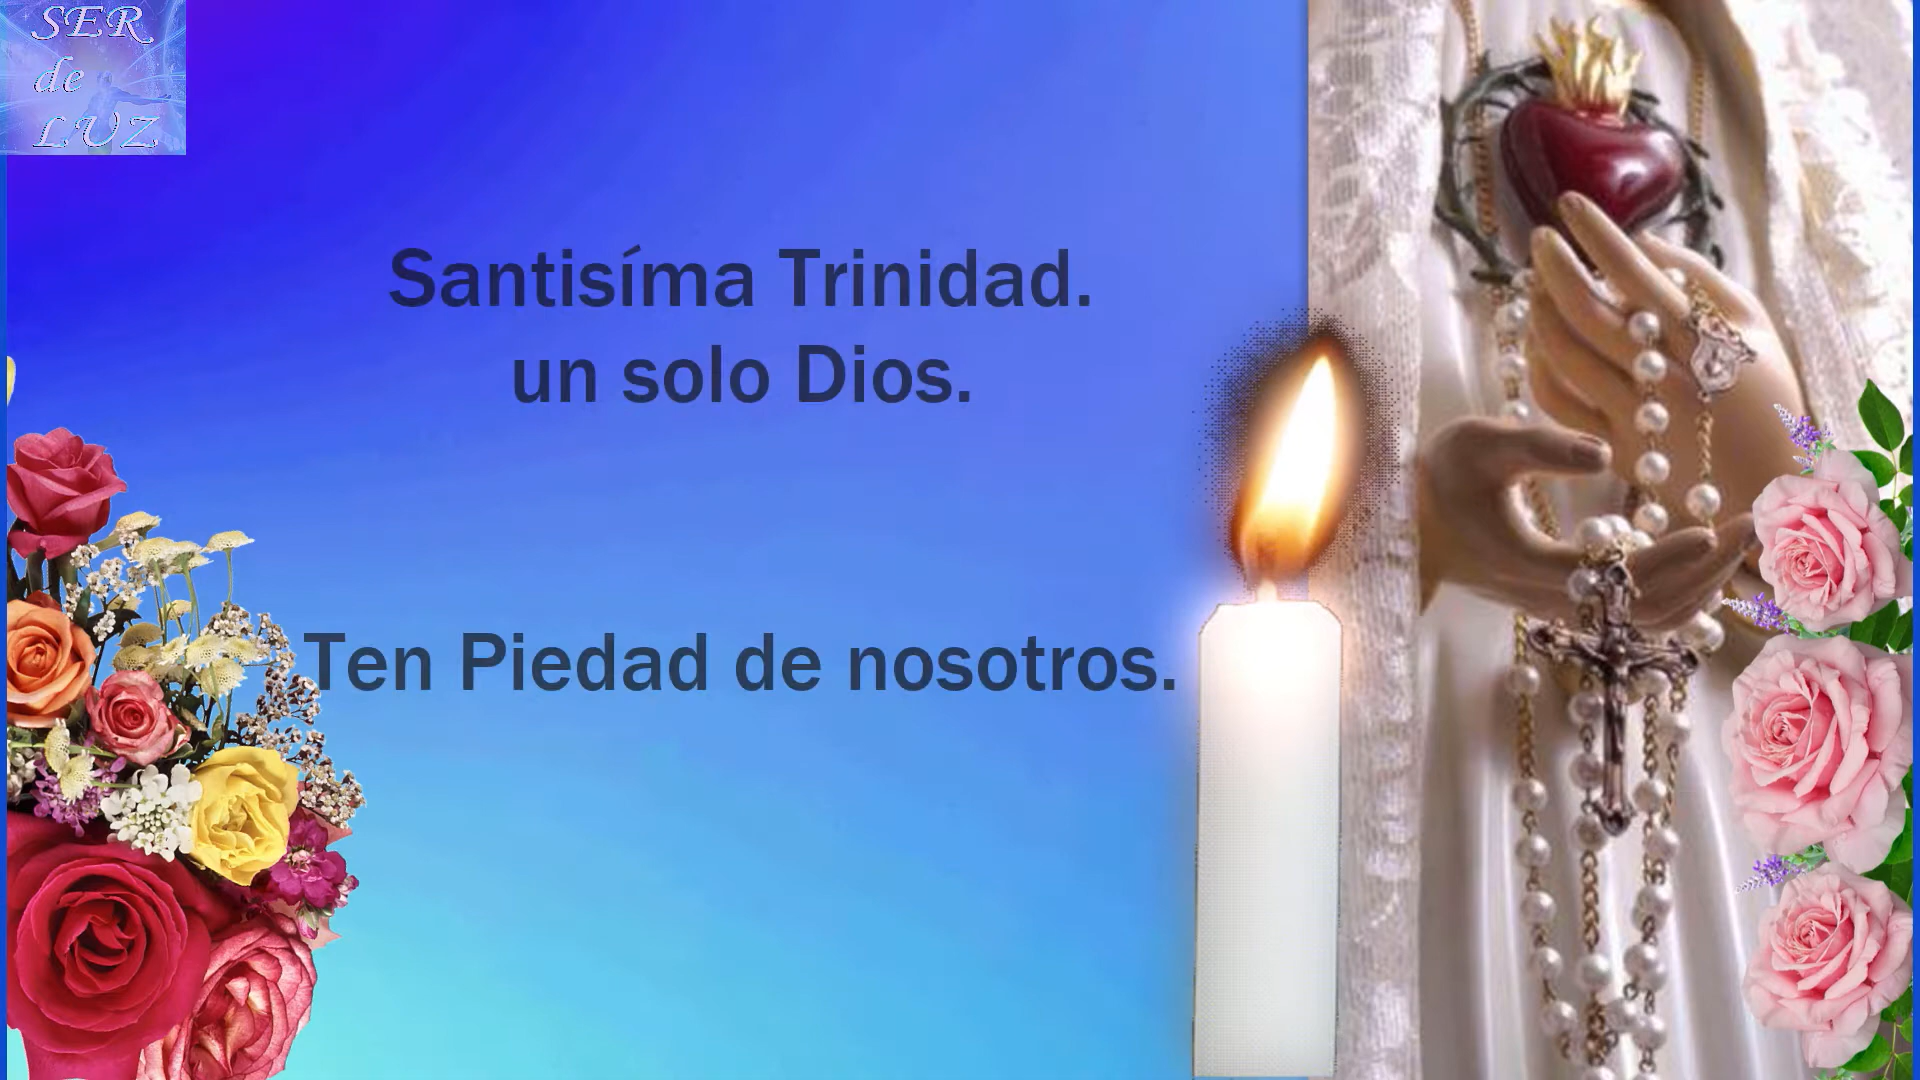 SER
de
LUZ
Santisíma Trinidad.
un solo Dios.
Ten Piedad de nosotros.